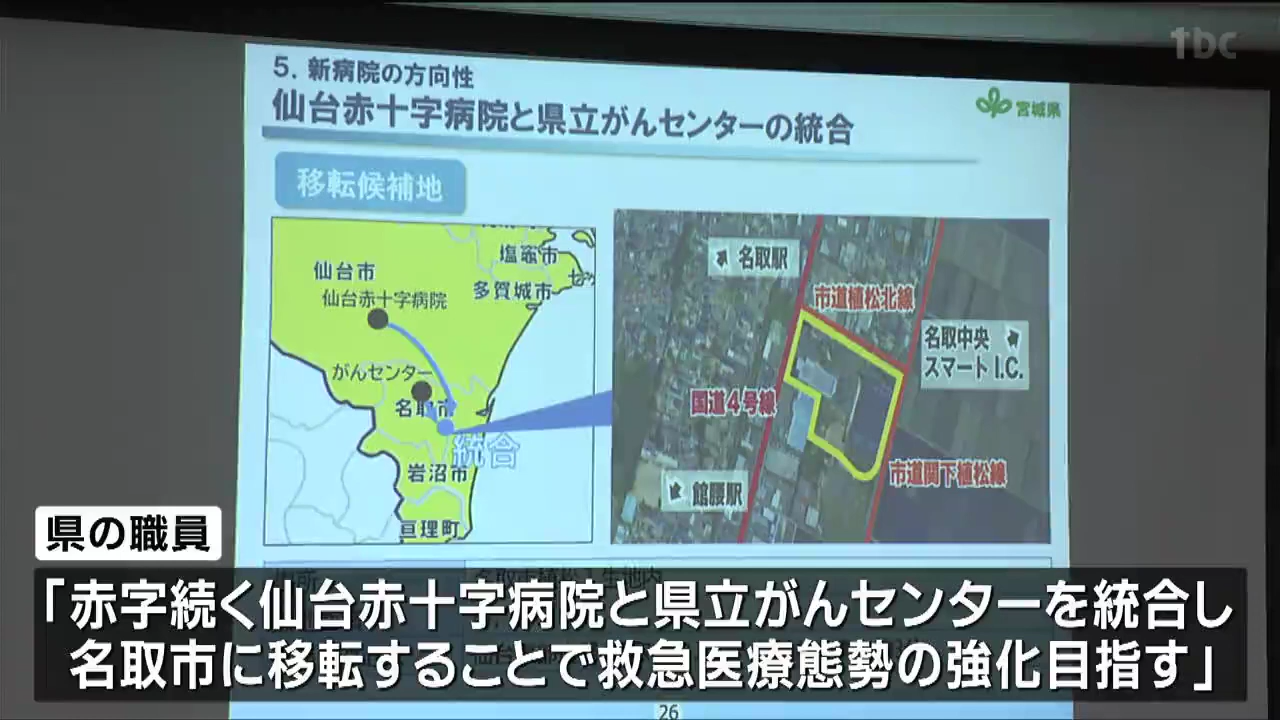 tbc
5. 新病院の方向性
仙台赤十字病院と県立がんセンターの統合
宮城県
移転候補地
仙台市
仙台赤十字病院
塩竈市
多賀城市
七
がんセンター
名取市
統合
岩沼市
亘理町
名取駅
市道植松北線
名取中央
スマートI.C.
国道4号線
館腰駅
市道閖下植松線
県の職員
「赤字続く仙台赤十字病院と県立がんセンターを統合し
名取市に移転することで救急医療態勢の強化目指す」
26